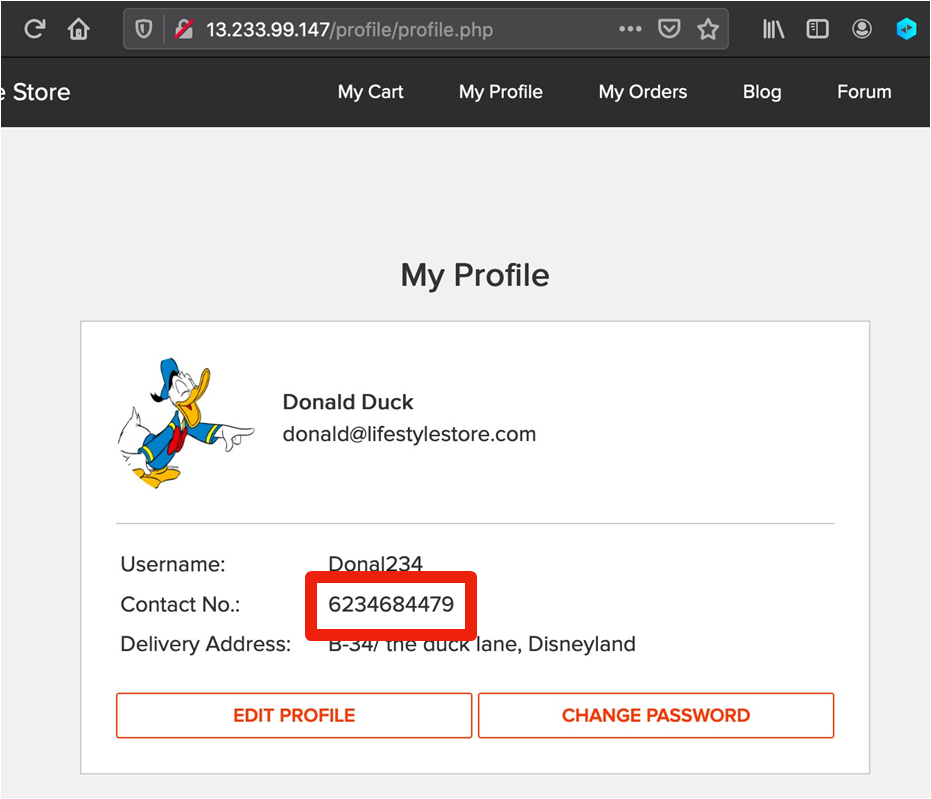 13.233.99.147/profile/profile.php
e Store
My Cart
My Profile
My Orders
Blog
Forum
My Profile
Donald Duck
donald@lifestylestore.com
Username: Donal234
Contact No.: 6234684479
Delivery Address: B-34/ the duck lane, Disneyland
EDIT PROFILE
CHANGE PASSWORD